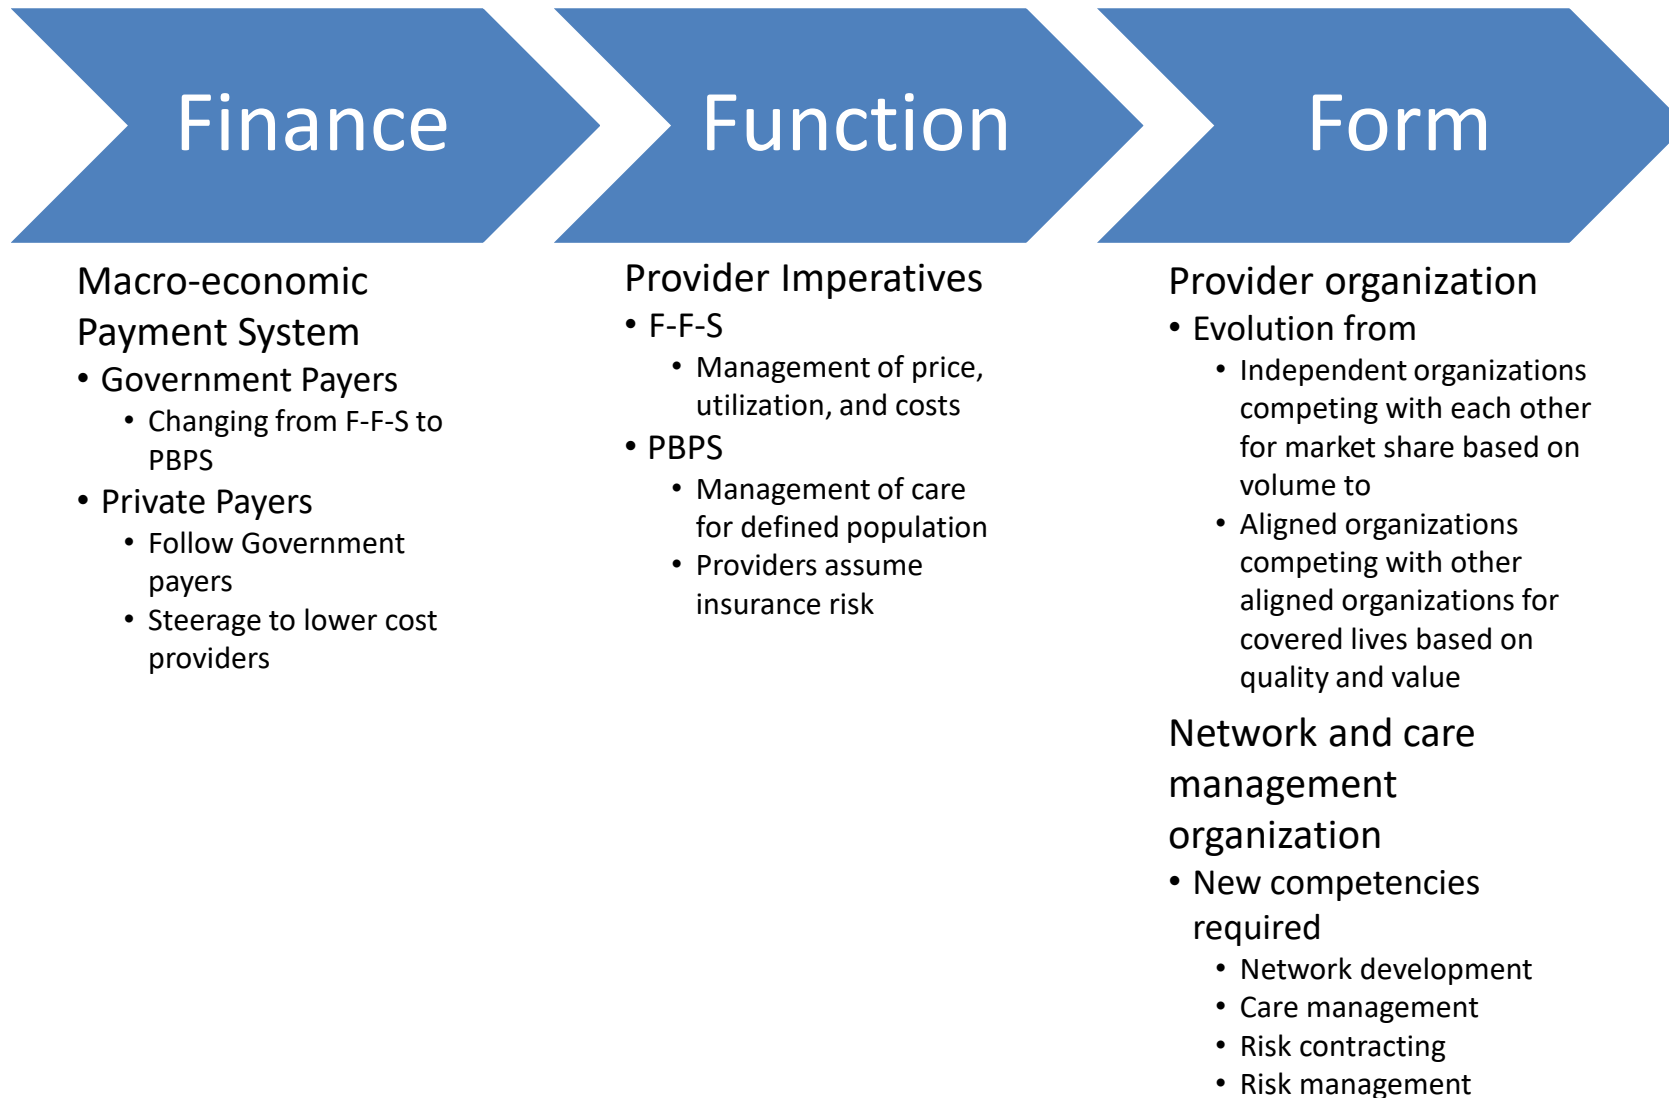 Finance
Function
Form
Macro-economic
Payment System
• Government Payers
• Changing from F-F-S to
PBPS
• Private Payers
• Follow Government
payers
• Steerage to lower cost
providers
Provider Imperatives
• F-F-S
• Management of price,
utilization, and costs
• PBPS
• Management of care
for defined population
• Providers assume
insurance risk
Provider organization
• Evolution from
• Independent organizations
competing with each other
for market share based on
volume to
• Aligned organizations
competing with other
aligned organizations for
covered lives based on
quality and value
Network and care
management
organization
• New competencies
required
• Network development
• Care management
• Risk contracting
• Risk management